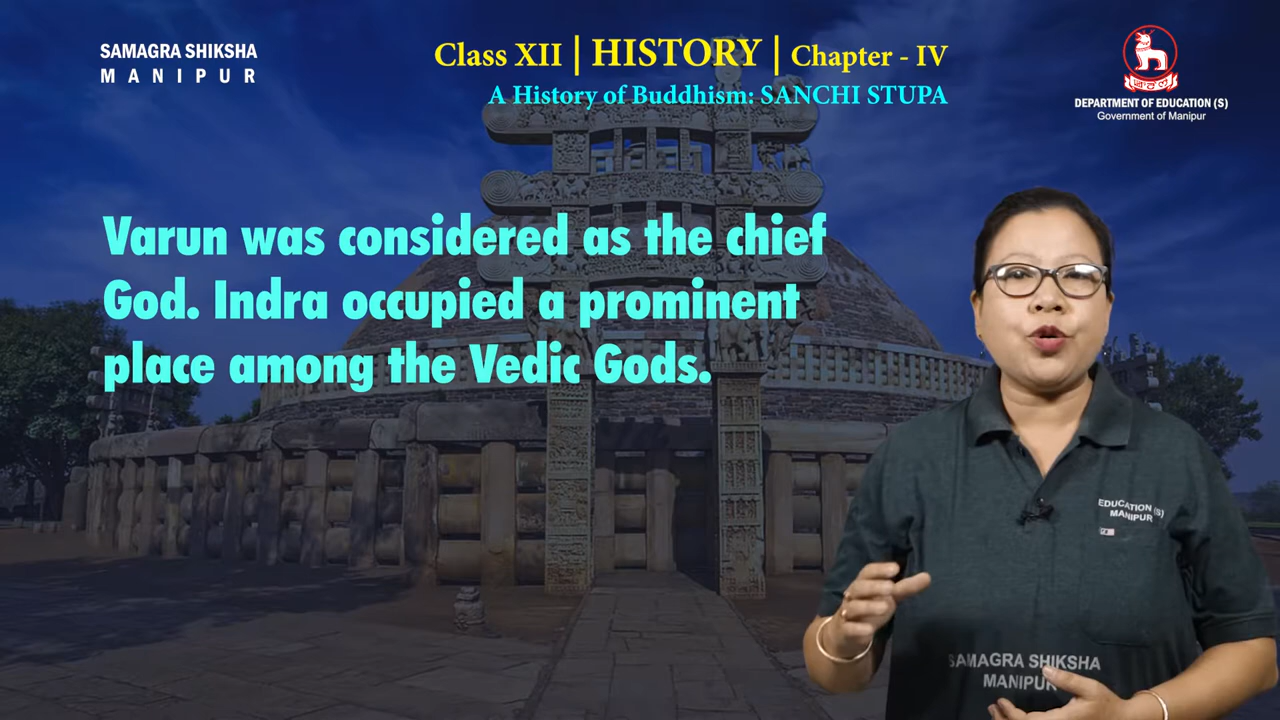 SAMAGRA SHIKSHA
MANIPUR
Class XII | HISTORY | Chapter - IV
A History of Buddhism: SANCHI STUPA
DEPARTMENT OF EDUCATION (S)
Government of Manipur
Varun was considered as the chief
God. Indra occupied a prominent
place among the Vedic Gods.
EDUCATION (S)
MANIPUR
SAMAGRA SHIKSHA
MANIPUR